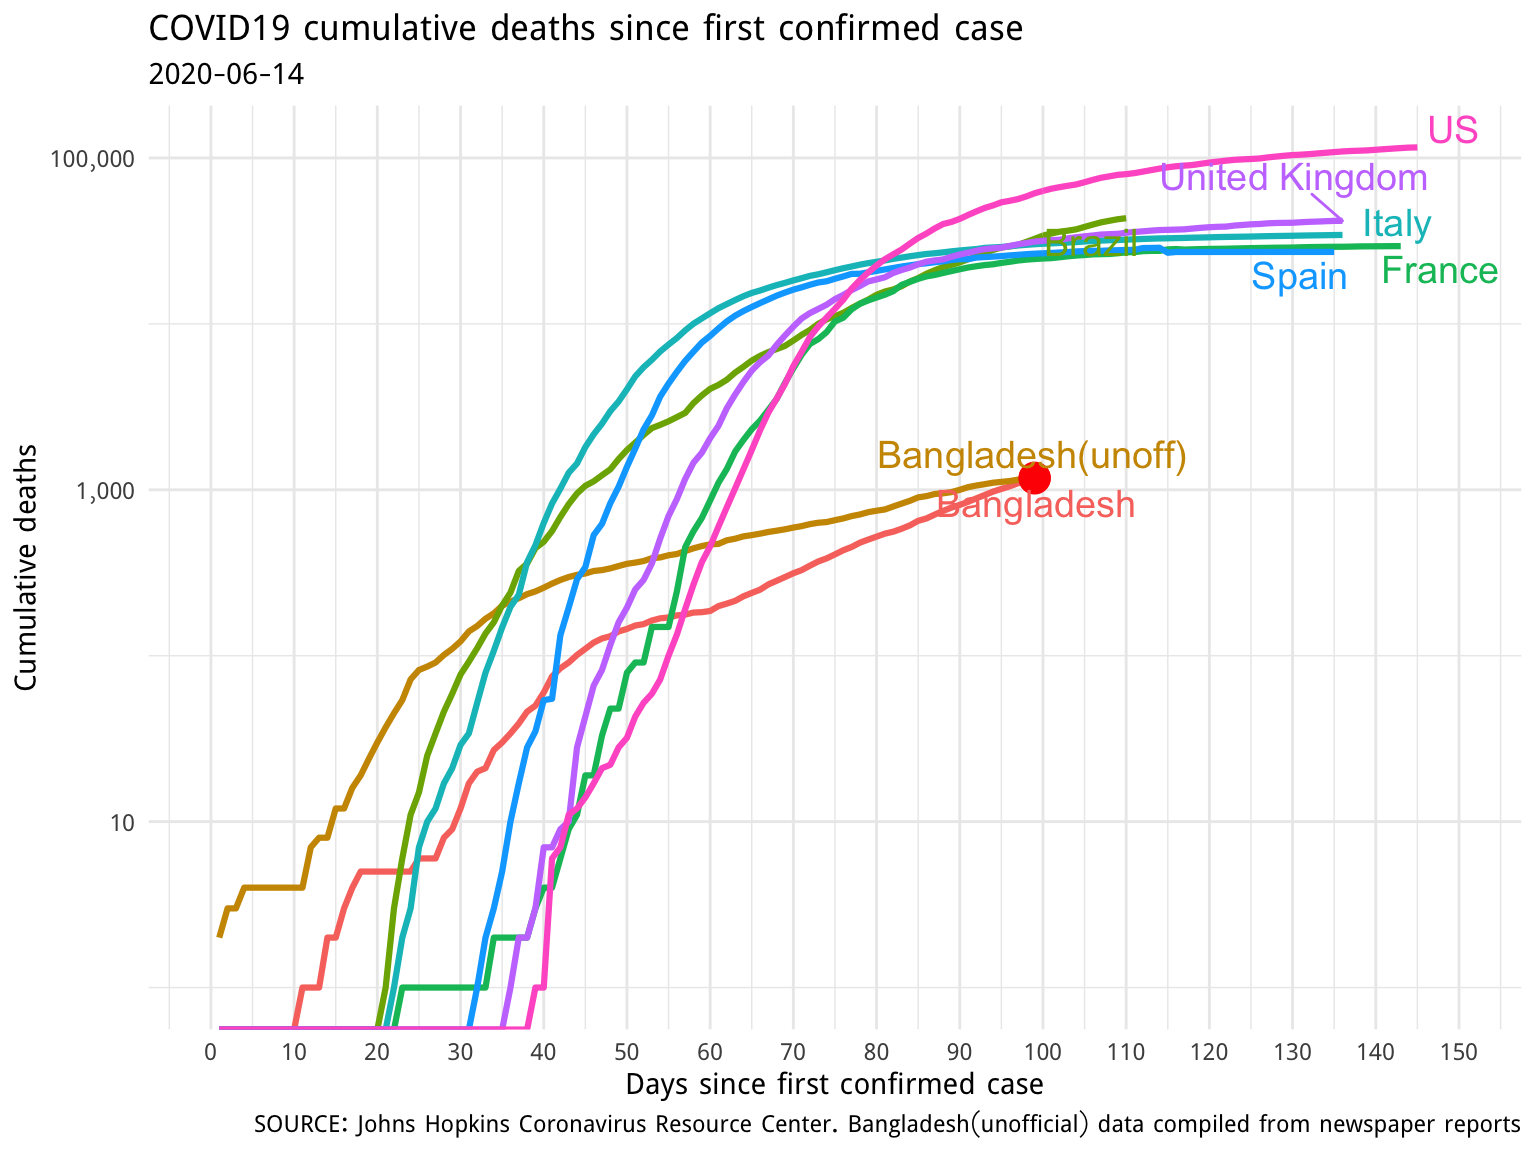 COVID19 cumulative deaths since first confirmed case
2020-06-14
Cumulative deaths
100,000
1,000
10
US
United Kingdom
Italy
Brazil
Spain
France
Bangladesh(unoff)
Bangladesh
0 10 20 30 40 50 60 70 80 90 100 110 120 130 140 150
Days since first confirmed case
SOURCE: Johns Hopkins Coronavirus Resource Center. Bangladesh(unofficial) data compiled from newspaper reports